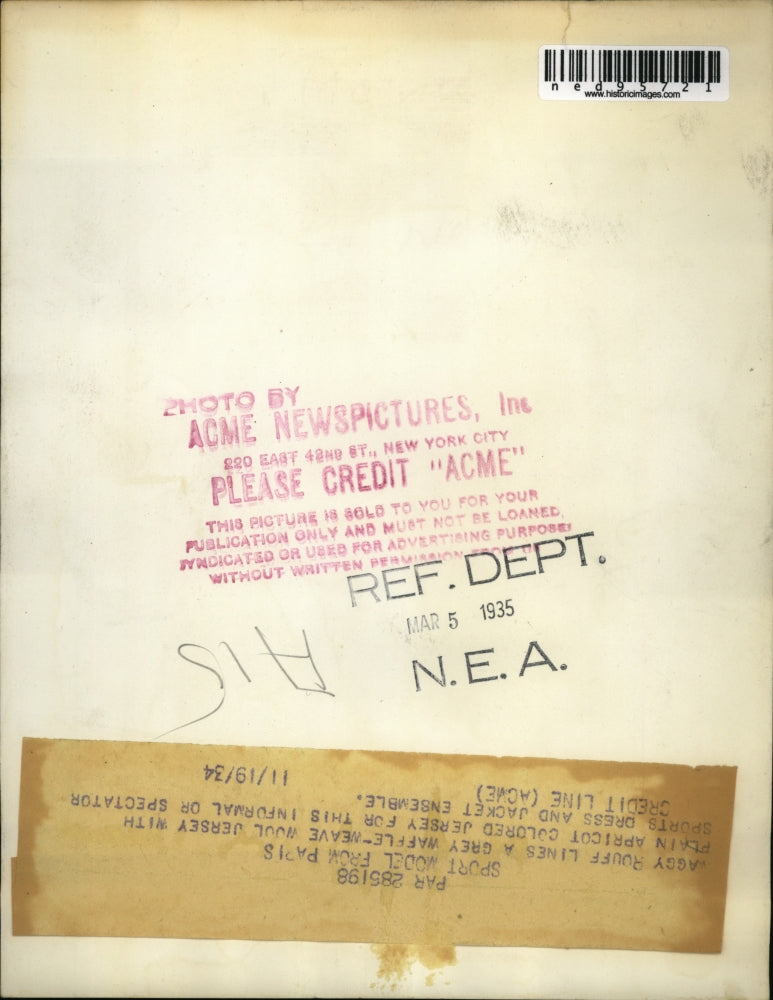 ned95721
www.historicimages.com
PHOTO BY
ACME NEWSPICTURES, Inc
220 EAST 42ND ST., NEW YORK CITY
PLEASE CREDIT "ACME"
THIS PICTURE IS SOLD TO YOU FOR YOUR
PUBLICATION ONLY AND MUST NOT BE LOANED,
SYNDICATED OR USED FOR ADVERTISING PURPOSES
WITHOUT WRITTEN PERMISSION FROM US
REF. DEPT.
MAR 5 1935
N.E.A.
PAR 285198
SPORT MODEL FROM PARIS
MAGGY ROUFF LINES A GREY WAFFLE-WEAVE WOOL JERSEY WITH
PLAIN APRICOT COLORED JERSEY FOR THIS INFORMAL OR SPECTATOR
SPORTS DRESS AND JACKET ENSEMBLE.
CREDIT LINE (ACME) 11/19/34